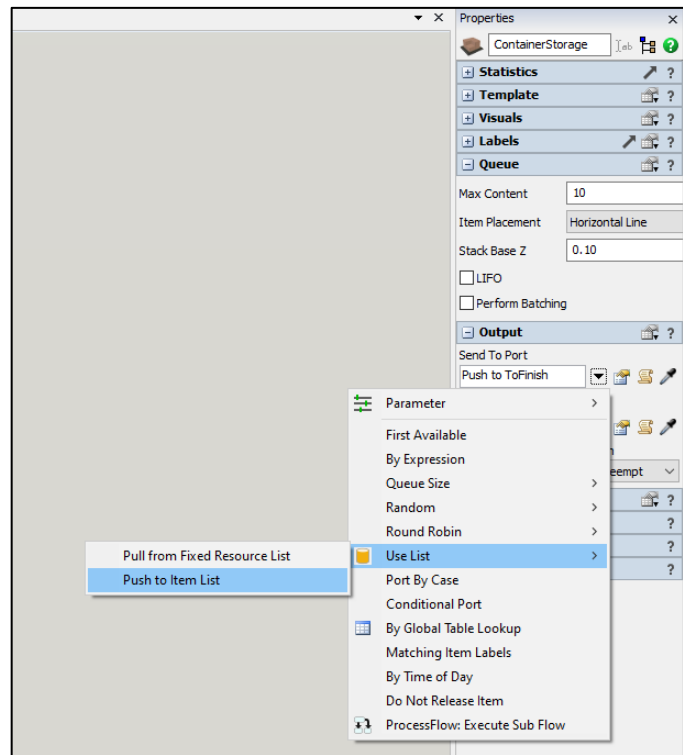 Properties
ContainerStorage
Statistics
Template
Visuals
Labels
Queue
Max Content 10
Item Placement Horizontal Line
Stack Base Z 0.10
LIFO
Perform Batching
Output
Send To Port
Push to ToFinish
Parameter
First Available
By Expression
Queue Size
Random
Round Robin
Use List
Port By Case
Conditional Port
By Global Table Lookup
Matching Item Labels
By Time of Day
Do Not Release Item
ProcessFlow: Execute Sub Flow
Pull from Fixed Resource List
Push to Item List